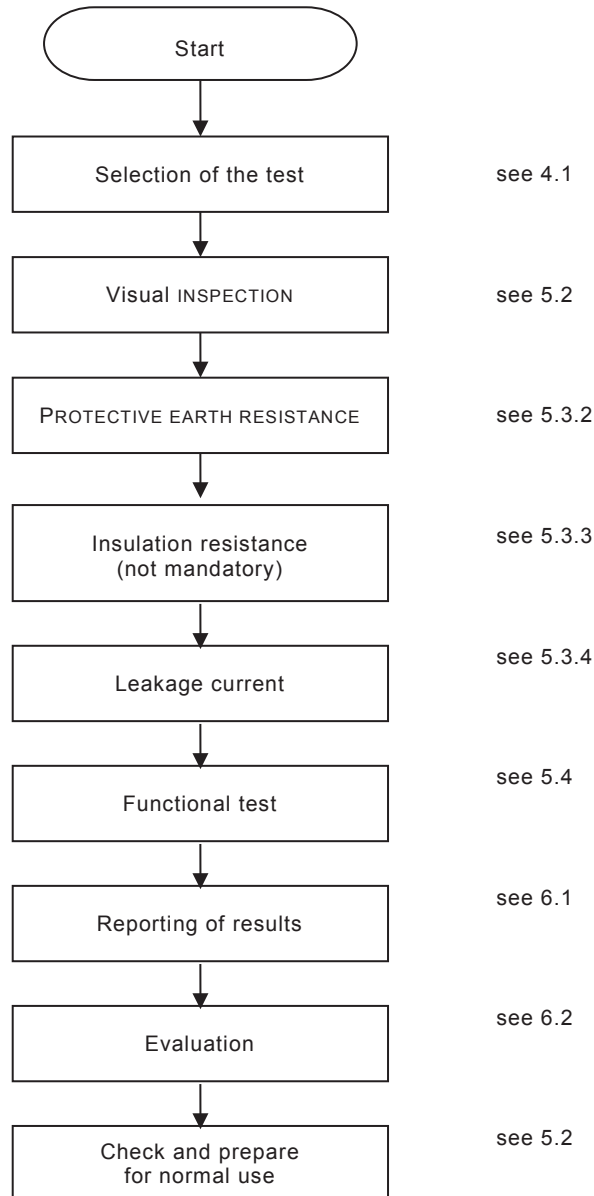 Start
Selection of the test
see 4.1
Visual INSPECTION
see 5.2
PROTECTIVE EARTH RESISTANCE
see 5.3.2
Insulation resistance
(not mandatory)
see 5.3.3
Leakage current
see 5.3.4
Functional test
see 5.4
Reporting of results
see 6.1
Evaluation
see 6.2
Check and prepare
for normal use
see 5.2